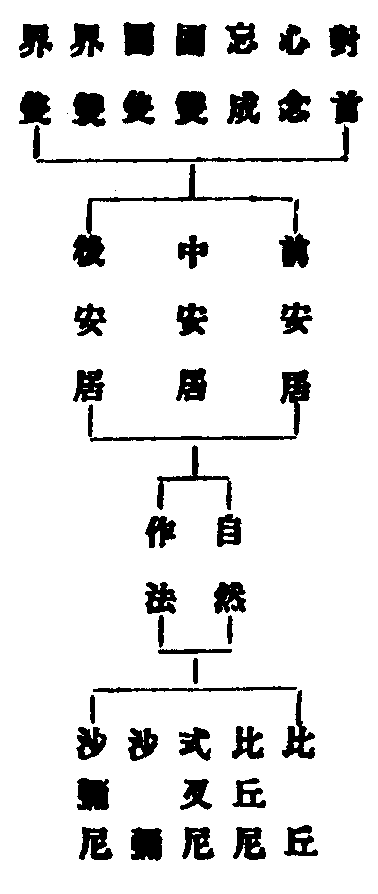 對首
心念
忘成
園雙
園隻
界雙
界隻
前安居
中安居
後安居
自然
作法
比丘
比丘尼
式叉尼
沙彌
沙彌尼